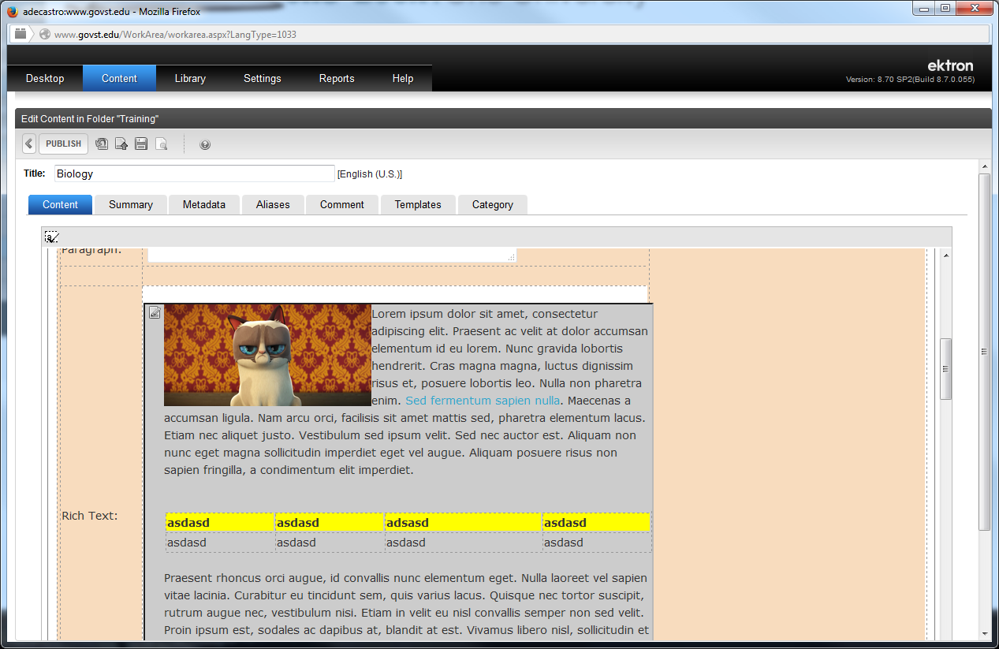 adecastro:www.govst.edu - Mozilla Firefox
www.govst.edu/WorkArea/workarea.aspx?LangType=1033
ektron
Desktop Content Library Settings Reports Help
Version: 8.70 SP2(Build 8.7.0.055)
Edit Content in Folder "Training"
PUBLISH
Title: Biology [English (U.S.)]
Content Summary Metadata Aliases Comment Templates Category
Paragraph:
Lorem ipsum dolor sit amet, consectetur
adipiscing elit. Praesent ac velit at dolor accumsan
elementum id eu lorem. Nunc gravida lobortis
hendrerit. Cras magna magna, luctus dignissim
risus et, posuere lobortis leo. Nulla non pharetra
enim. Sed fermentum sapien nulla. Maecenas a
accumsan ligula. Nam arcu orci, facilisis sit amet mattis sed, pharetra elementum lacus.
Etiam nec aliquet justo. Vestibulum sed ipsum velit. Sed nec auctor est. Aliquam non
nunc eget magna sollicitudin imperdiet eget vel augue. Aliquam posuere risus non
sapien fringilla, a condimentum elit imperdiet.
Rich Text:
asdasd asdasd adsasd asdasd
asdasd asdasd asdasd asdasd
Praesent rhoncus orci augue, id convallis nunc elementum eget. Nulla laoreet vel sapien
vitae lacinia. Curabitur eu tincidunt sem, quis varius lacus. Quisque nec tortor suscipit,
rutrum augue nec, vestibulum nisi. Etiam in velit eu nisl convallis semper non sed velit.
Proin ipsum est, sodales ac dapibus at, blandit at est. Vivamus libero nisl, sollicitudin et